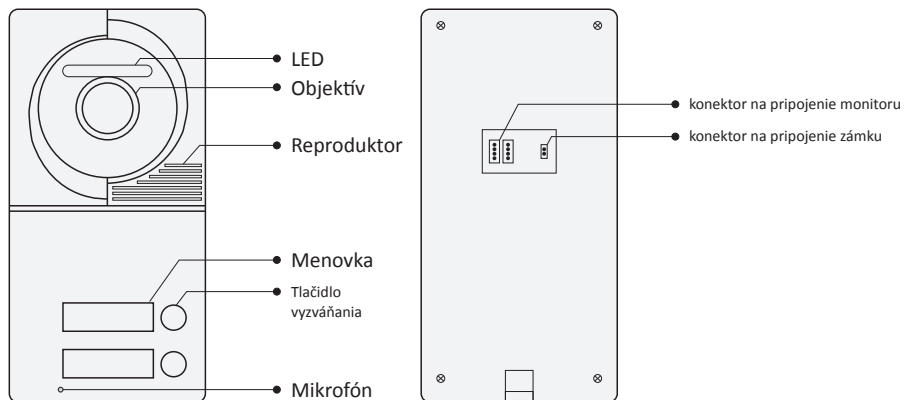 LED
Objektív
Reproduktor
Menovka
Tlačidlo
vyzváňania
Mikrofón
konektor na pripojenie monitoru
konektor na pripojenie zámku